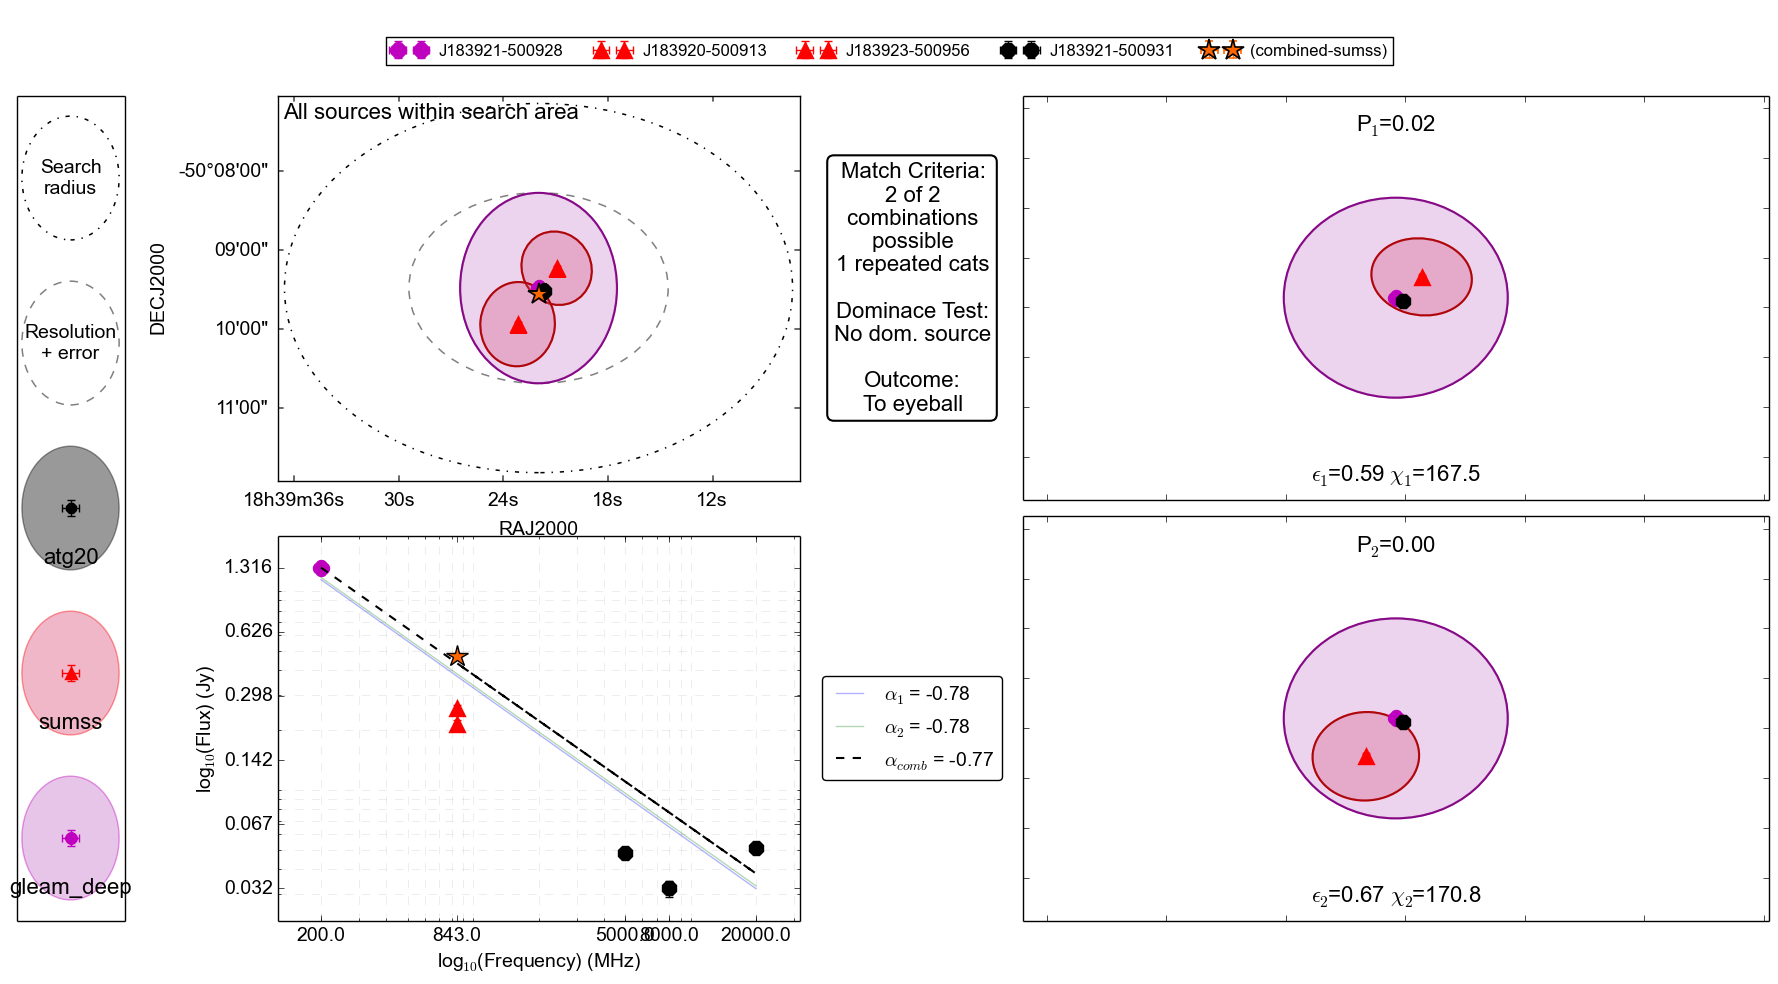 J183921-500928 J183920-500913 J183923-500956 J183921-500931 (combined-sumss)
Search
radius
Resolution
+ error
atg20
sumss
gleam_deep
All sources within search area
DECJ2000
-50°08'00"
09'00"
10'00"
11'00"
18h39m36s 30s 24s 18s 12s
RAJ2000
Match Criteria:
2 of 2
combinations
possible
1 repeated cats
Dominace Test:
No dom. source
Outcome:
To eyeball
P1=0.02
ϵ1=0.59 χ1=167.5
log10(Flux) (Jy)
1.316
0.626
0.298
0.142
0.067
0.032
200.0 843.0 5000.0 8000.0 20000.0
log10(Frequency) (MHz)
α1 = -0.78
α2 = -0.78
αcomb = -0.77
P2=0.00
ϵ2=0.67 χ2=170.8